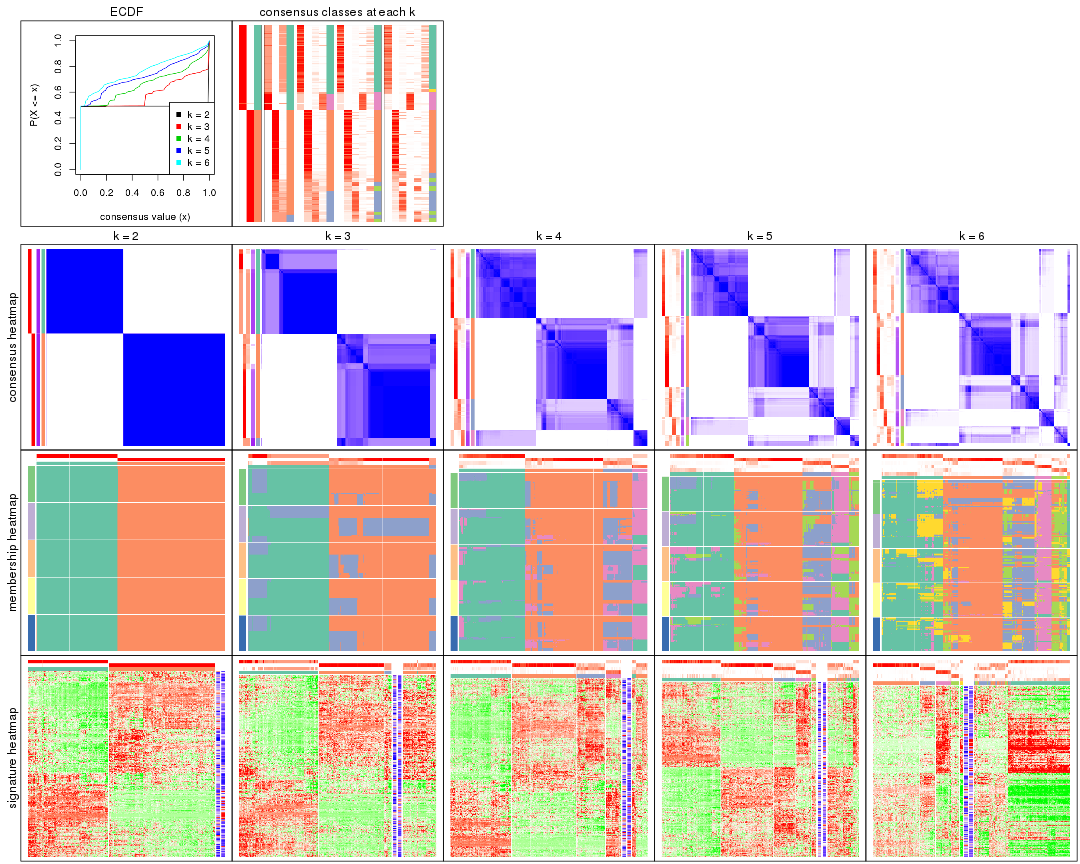 ECDF
consensus classes at each k
P(X <= x)
0.0 0.2 0.4 0.6 0.8 1.0
k = 2
k = 3
k = 4
k = 5
k = 6
0.0 0.2 0.4 0.6 0.8 1.0
consensus value (x)
k = 2
k = 3
k = 4
k = 5
k = 6
consensus heatmap
membership heatmap
signature heatmap